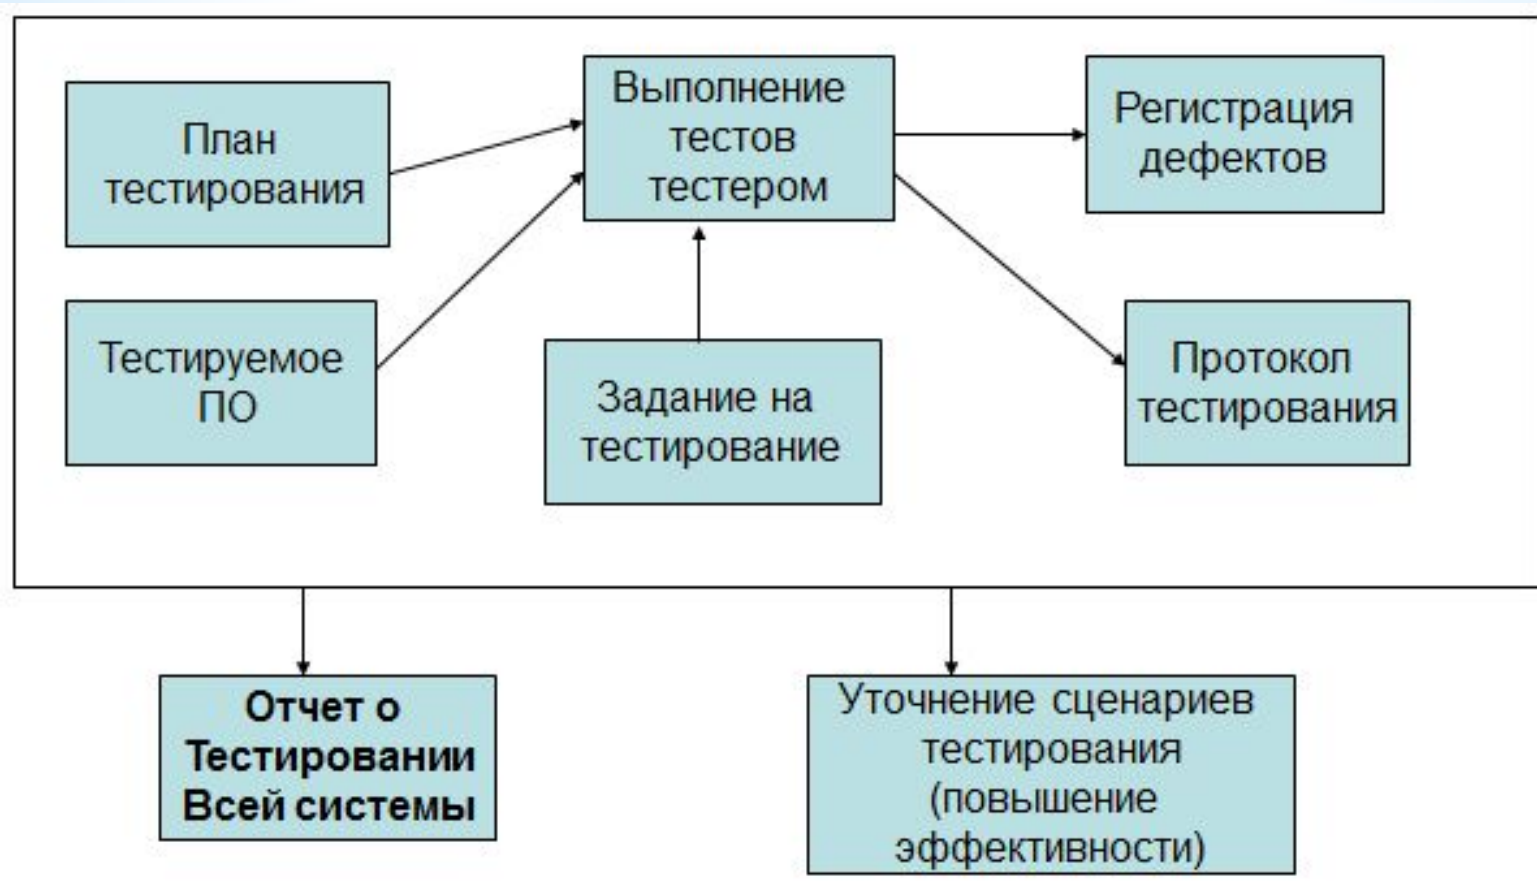 План
тестирования
Выполнение
тестов
тестером
Регистрация
дефектов
Тестируемое
ПО
Задание на
тестирование
Протокол
тестирования
Отчет о
Тестировании
Всей системы
Уточнение сценариев
тестирования
(повышение
эффективности)